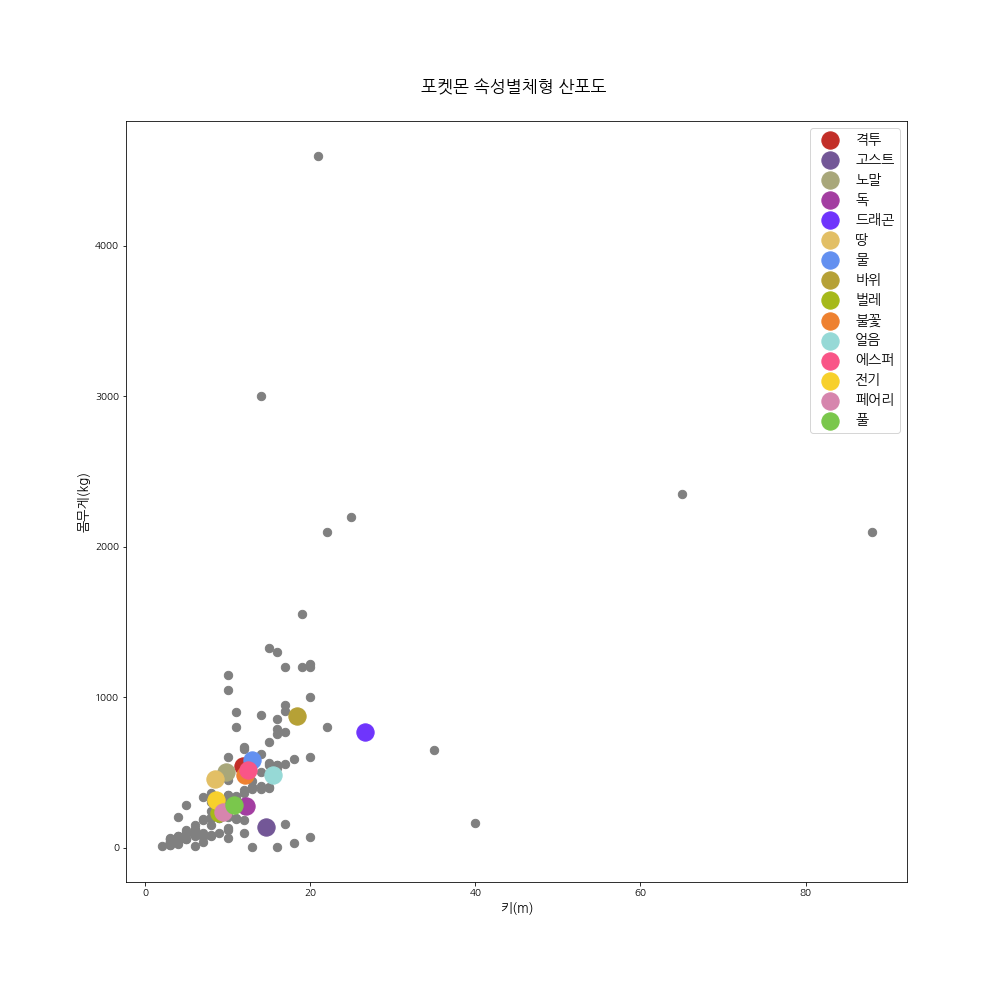 포켓몬 속성별체형 산포도
격투
고스트
노말
독
드래곤
땅
물
바위
벌레
불꽃
얼음
에스퍼
전기
페어리
풀
4000
3000
2000
1000
0
몸무게(kg)
0 20 40 60 80
키(m)